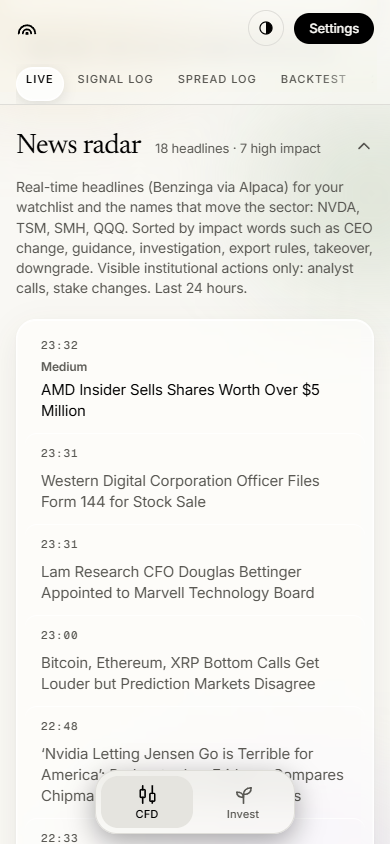 Settings
LIVE SIGNAL LOG SPREAD LOG BACKTEST
News radar 18 headlines · 7 high impact
Real-time headlines (Benzinga via Alpaca) for your
watchlist and the names that move the sector: NVDA,
TSM, SMH, QQQ. Sorted by impact words such as CEO
change, guidance, investigation, export rules, takeover,
downgrade. Visible institutional actions only: analyst
calls, stake changes. Last 24 hours.
23:32
Medium
AMD Insider Sells Shares Worth Over $5
Million
23:31
Western Digital Corporation Officer Files
Form 144 for Stock Sale
23:31
Lam Research CFO Douglas Bettinger
Appointed to Marvell Technology Board
23:00
Bitcoin, Ethereum, XRP Bottom Calls Get
Louder but Prediction Markets Disagree
22:48
‘Nvidia Letting Jensen Go is Terrible for
Compares
22:33
CFD Invest